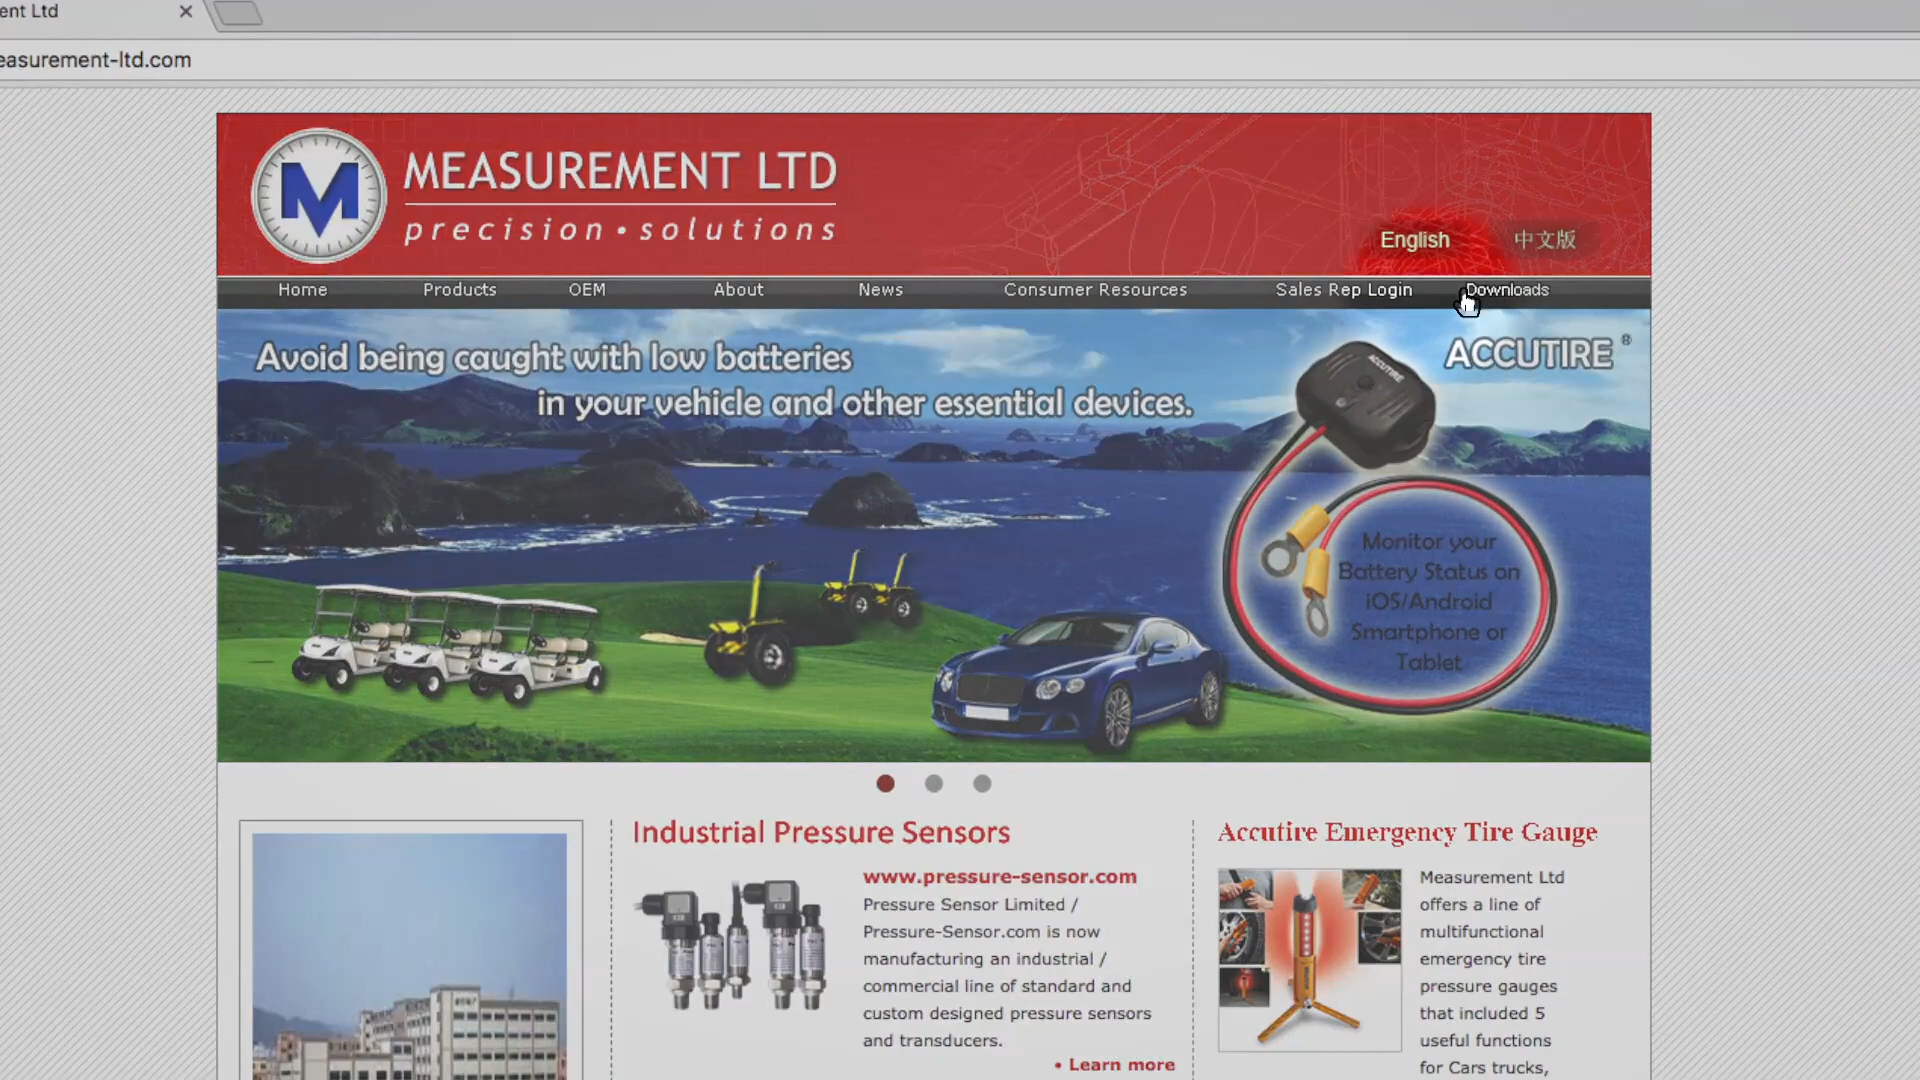 ent Ltd
easurement-ltd.com
M
MEASUREMENT LTD
precision • solutions
English
中文版
Home Products OEM About News Consumer Resources Sales Rep Login Downloads
Avoid being caught with low batteries
in your vehicle and other essential devices.
ACCUTIRE ®
ACCUTIRE
Monitor your
Battery Status on
iOS/Android
Smartphone or
Tablet
Industrial Pressure Sensors
www.pressure-sensor.com
Pressure Sensor Limited /
Pressure-Sensor.com is now
manufacturing an industrial /
commercial line of standard and
custom designed pressure sensors
and transducers.
• Learn more
Accutire Emergency Tire Gauge
Measurement Ltd
offers a line of
multifunctional
emergency tire
pressure gauges
that included 5
useful functions
for Cars trucks,